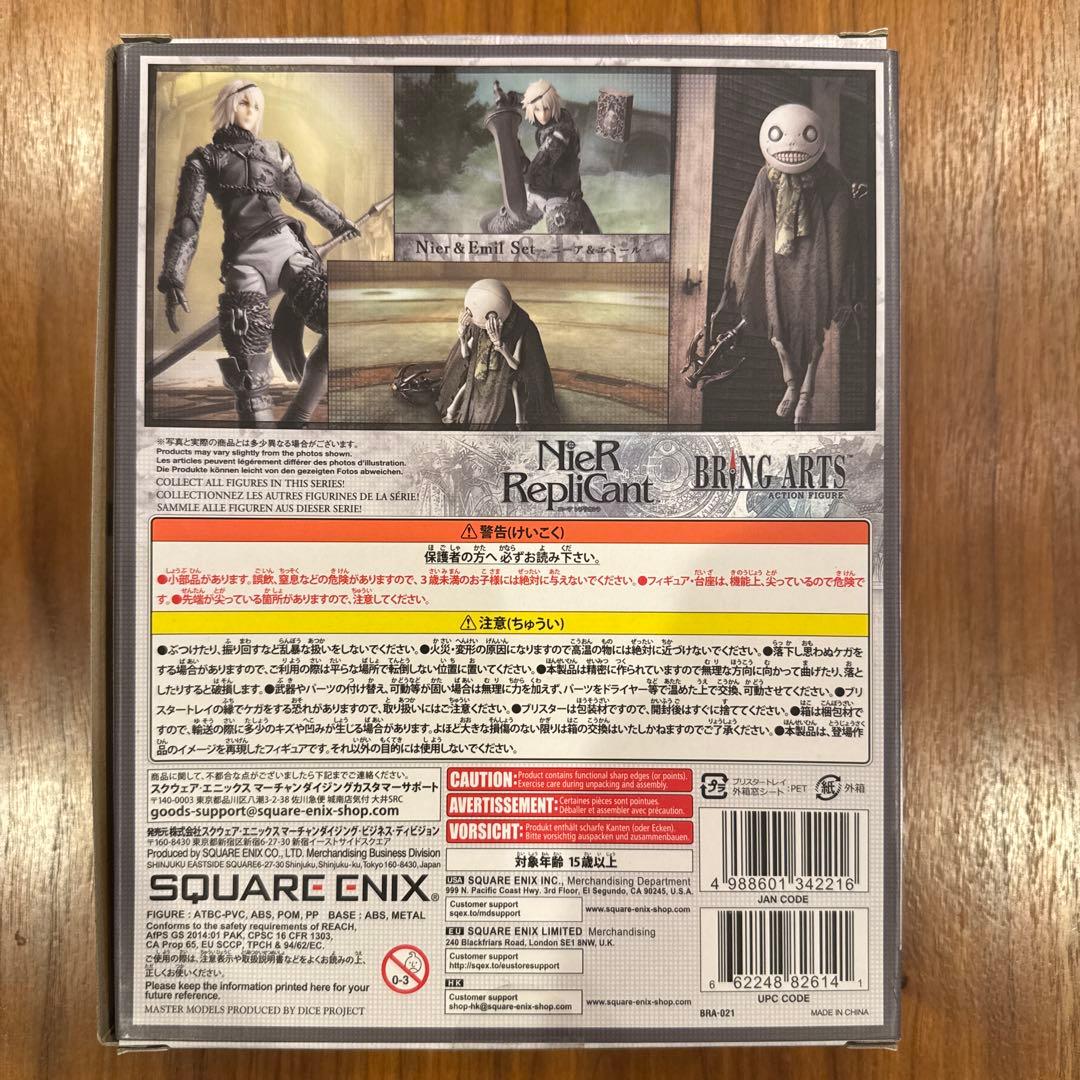 Nier & Emil Set - ニーア＆エミール
※写真と実際の商品とは多少異なる場合がございます。
Products may vary slightly from the photos shown.
Les articles peuvent légèrement différer des photos d'illustration.
Die Produkte können leicht von den gezeigten Fotos abweichen.
COLLECT ALL FIGURES IN THIS SERIES!
COLLECTIONNEZ LES AUTRES FIGURINES DE LA SÉRIE!
SAMMLE ALLE FIGUREN AUS DIESER SERIE!
NieR
RepliCant
BRING ARTS™
ACTION FIGURE
⚠警告(けいこく)
保護者の方へ 必ずお読み下さい。
●小部品があります。誤飲、窒息などの危険がありますので、3歳未満のお子様には絶対に与えないでください。●フィギュア・台座は、機能上、尖っているので危険で
す。●先端が尖っている箇所がありますので、注意してください。
⚠注意(ちゅうい)
●ぶつけたり、振り回すなど乱暴な扱いをしないでください。●火災・変形の原因になりますので高温の物には絶対に近づけないでください。●落下し思わぬケガを
する場合がありますので、ご利用の際は平らな場所で転倒しない位置に置いてください。●本製品は精密に作られていますので無理な方向に向かって曲げたり、落と
したりすると破損します。●武器やパーツの付け替え、可動等が固い場合は無理に力を加えず、パーツをドライヤー等で温めた上で交換、可動させてください。●ブリ
スタートレイの縁でケガをする恐れがありますので、取り扱いにはご注意ください。●ブリスターは包装材ですので、開封後はすぐに捨ててください。●箱は梱包材で
すので、輸送の際に多少のキズや凹みが生じる場合があります。よほど大きな損傷のない限りは箱の交換はいたしかねますのでご了承ください。●本製品は、登場作
品のイメージを再現したフィギュアです。それ以外の目的には使用しないでください。
商品に関して、不都合な点がございましたら下記までご連絡ください。
スクウェア・エニックス マーチャンダイジングカスタマーサポート
〒140-0003 東京都品川区八潮3-2-38 佐川急便 城南店気付 大井SRC
goods-support@square-enix-shop.com
発売元 株式会社スクウェア・エニックス マーチャンダイジング・ビジネス・ディビジョン
〒160-8430 東京都新宿区新宿6-27-30 新宿イーストサイドスクエア
Produced by SQUARE ENIX CO., LTD. Merchandising Business Division
SHINJUKU EASTSIDE SQUARE6-27-30 Shinjuku, Shinjuku-ku, Tokyo 160-8430, Japan
SQUARE ENIX®
FIGURE : ATBC-PVC, ABS, POM, PP BASE : ABS, METAL
Conforms to the safety requirements of REACH,
AfPS GS 2014:01 PAK, CPSC 16 CFR 1303,
CA Prop 65, EU SCCP, TPCH & 94/62/EC.
ご使用の際は、注意表示や取扱説明書などをよくお読みの上、
正しくお使いください。
Please keep the information printed here for your
future reference.
MASTER MODELS PRODUCED BY DICE PROJECT
0-3
CAUTION: Product contains functional sharp edges (or points).
Exercise care during unpacking and assembly.
AVERTISSEMENT: Certaines pièces sont pointues.
Déballer et assembler avec précaution.
VORSICHT: Produkt enthält scharfe Kanten (oder Ecken).
Bitte vorsichtig auspacken und zusammenbauen.
対象年齢 15歳以上
USA SQUARE ENIX INC., Merchandising Department
999 N. Pacific Coast Hwy. 3rd Floor, El Segundo, CA 90245, U.S.A.
Customer support
sqex.to/mdsupport
www.square-enix-shop.com
EU SQUARE ENIX LIMITED Merchandising
240 Blackfriars Road, London SE1 8NW, U.K.
Customer support
http://sqex.to/eustoresupport
HK
Customer support
shop-hk@square-enix-shop.com
www.square-enix-shop.com
プラ
ブリスタートレイ
外箱窓シート :PET
紙 外箱
4 988601 342216
JAN CODE
6 62248 82614 1
UPC CODE
BRA-021
MADE IN CHINA